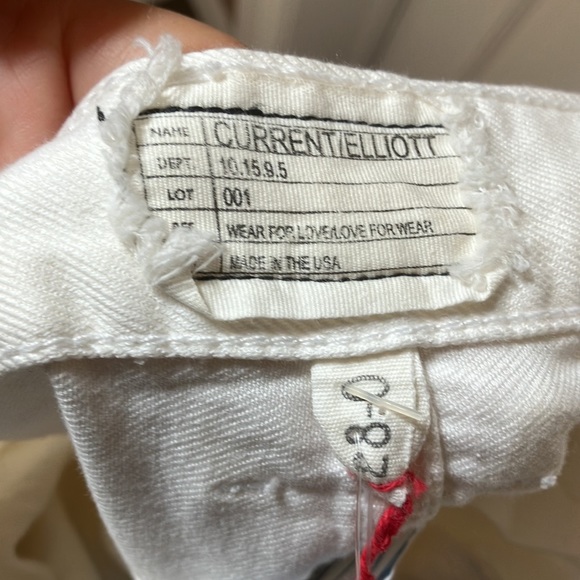 NAME CURRENT/ELLIOTT
DEPT. 10.15.9.5
LOT 001
WEAR FOR LOVE/LOVE FOR WEAR
MADE IN THE USA
28-0